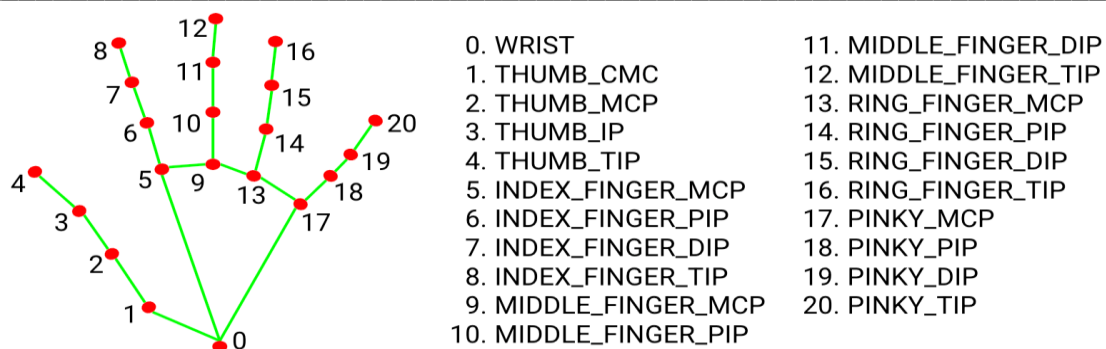 12
8
16
11
7
15
10
20
6
14
19
4
5
9
13
18
3
17
2
1
0
0. WRIST
1. THUMB_CMC
2. THUMB_MCP
3. THUMB_IP
4. THUMB_TIP
5. INDEX_FINGER_MCP
6. INDEX_FINGER_PIP
7. INDEX_FINGER_DIP
8. INDEX_FINGER_TIP
9. MIDDLE_FINGER_MCP
10. MIDDLE_FINGER_PIP
11. MIDDLE_FINGER_DIP
12. MIDDLE_FINGER_TIP
13. RING_FINGER_MCP
14. RING_FINGER_PIP
15. RING_FINGER_DIP
16. RING_FINGER_TIP
17. PINKY_MCP
18. PINKY_PIP
19. PINKY_DIP
20. PINKY_TIP